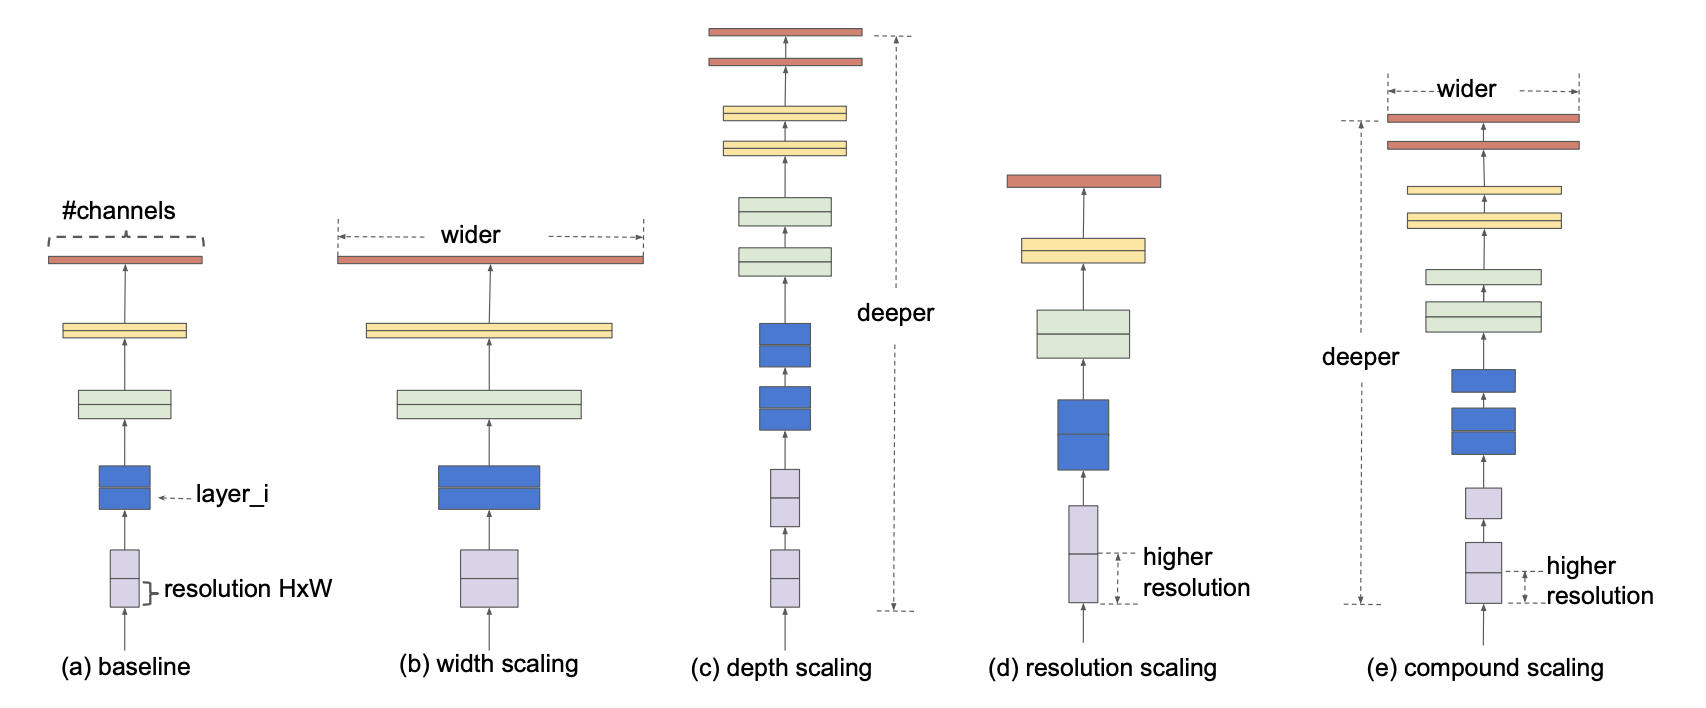 #channels
layer_i
resolution HxW
(a) baseline
wider
(b) width scaling
deeper
(c) depth scaling
higher
resolution
(d) resolution scaling
wider
deeper
higher
resolution
(e) compound scaling